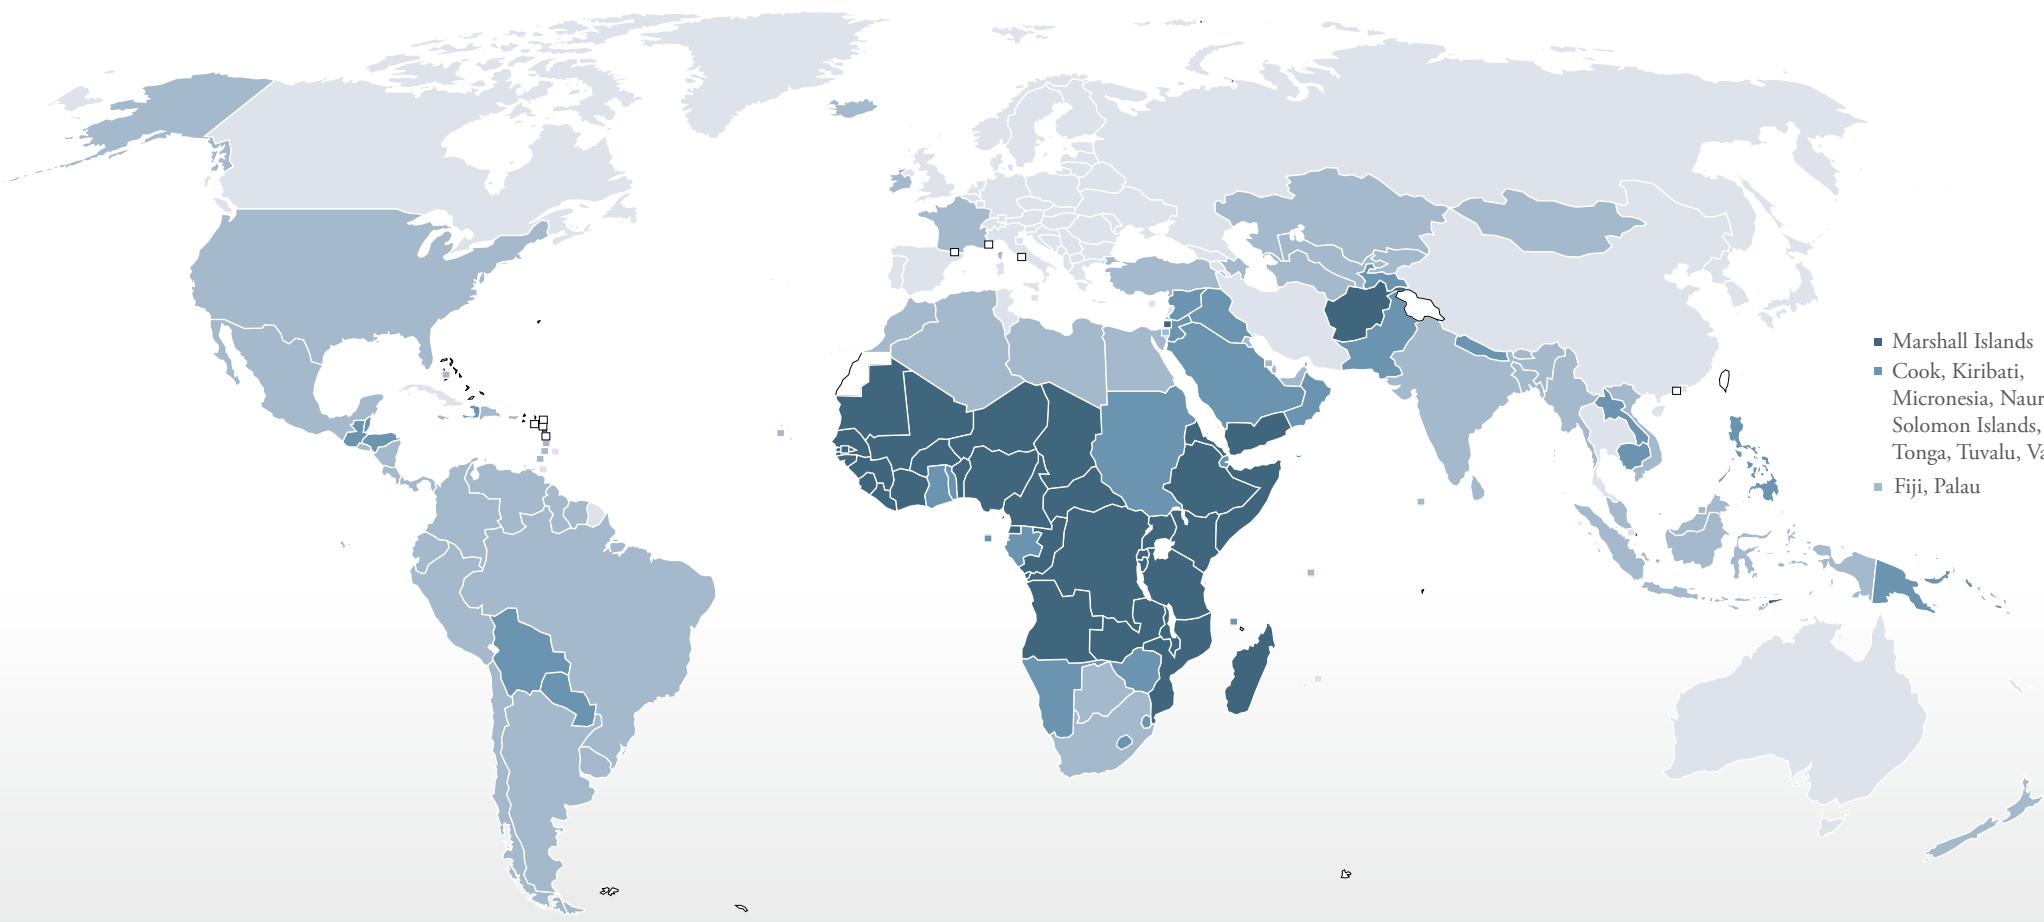 Marshall Islands
Cook, Kiribati,
Micronesia,
Solomon Islands,
Tonga, Tuvalu,
Fiji, Palau